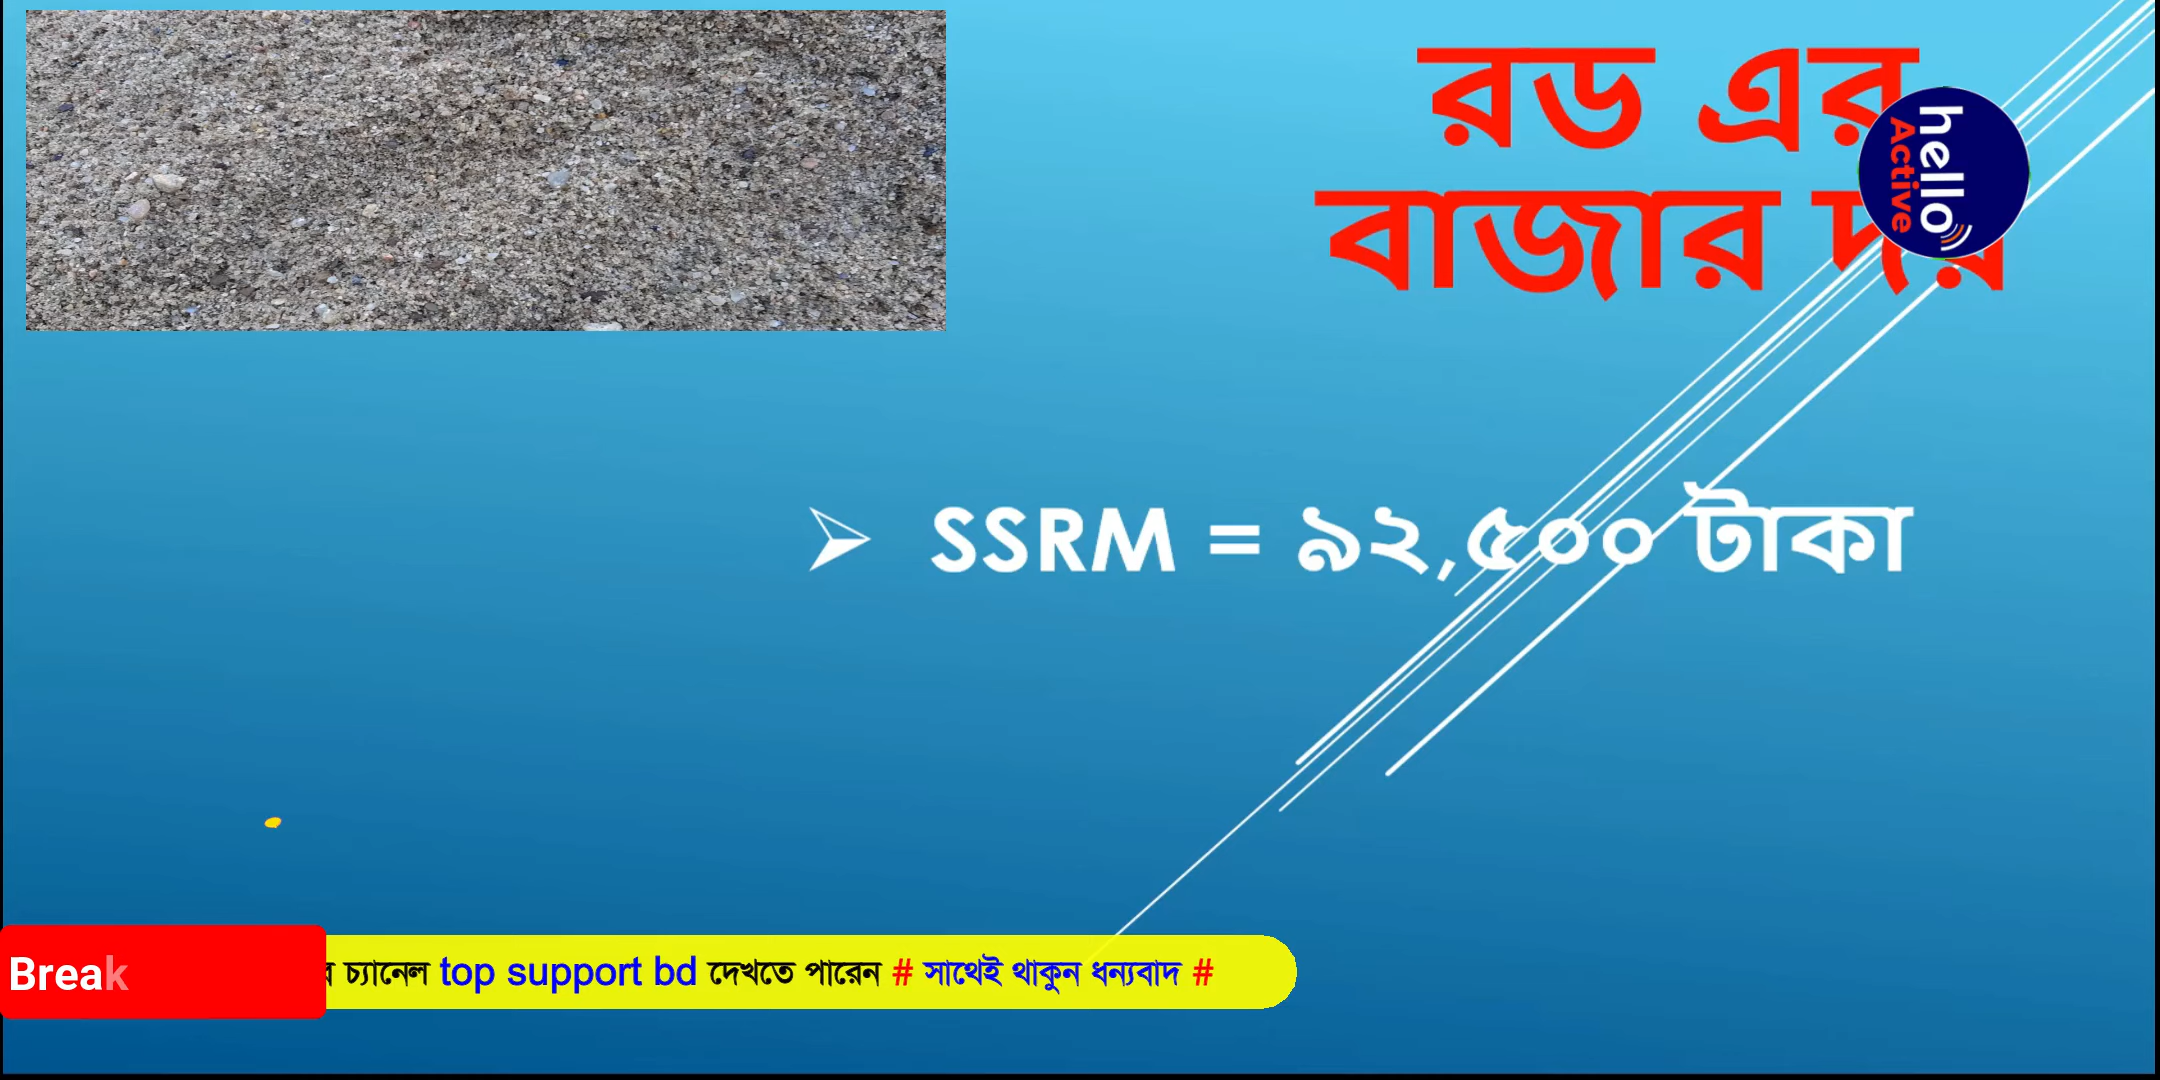 রড এর
বাজার দর
hello
Active
➢ SSRM = ৯২,৫০০ টাকা
Break
চ্যানেল top support bd দেখতে পারেন # সাথেই থাকুন ধন্যবাদ #